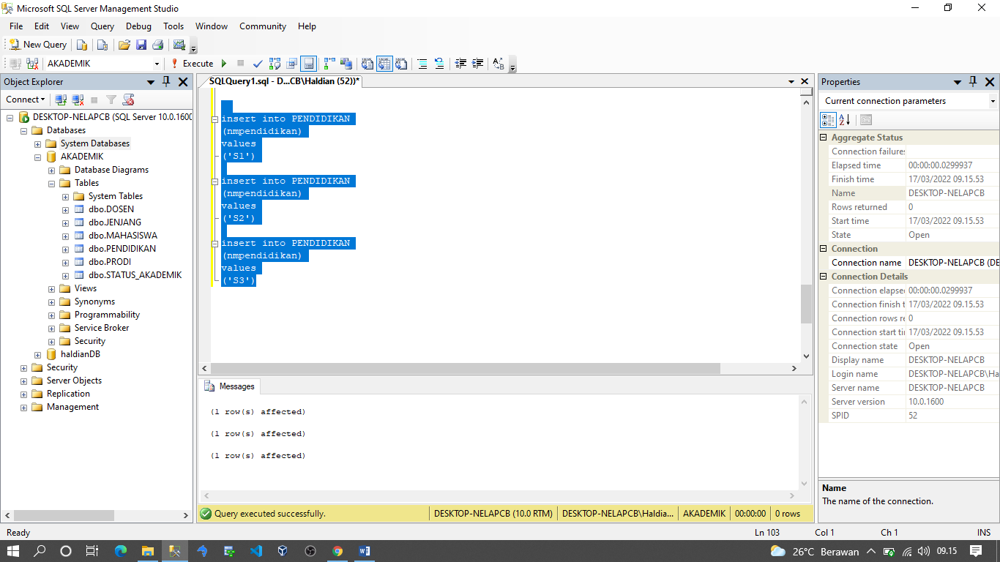 Microsoft SQL Server Management Studio
File Edit View Query Debug Tools Window Community Help
New Query
AKADEMIK
Execute
Object Explorer
Connect
DESKTOP-NELAPCB (SQL Server 10.0.1600
Databases
System Databases
AKADEMIK
Database Diagrams
Tables
System Tables
dbo.DOSEN
dbo.JENJANG
dbo.MAHASISWA
dbo.PENDIDIKAN
dbo.PRODI
dbo.STATUS_AKADEMIK
Views
Synonyms
Programmability
Service Broker
Security
haldianDB
Security
Server Objects
Replication
Management
SQLQuery1.sql - D...CB\Haldian (52))*
insert into PENDIDIKAN
(nmpendidikan)
values
('S1')
insert into PENDIDIKAN
(nmpendidikan)
values
('S2')
insert into PENDIDIKAN
(nmpendidikan)
values
('S3')
Messages
(1 row(s) affected)
(1 row(s) affected)
(1 row(s) affected)
Query executed successfully. DESKTOP-NELAPCB (10.0 RTM) DESKTOP-NELAPCB\Haldia... AKADEMIK 00:00:00 0 rows
Properties
Current connection parameters
Aggregate Status
Connection failures
Elapsed time 00:00:00.0299937
Finish time 17/03/2022 09.15.53
Name DESKTOP-NELAPCB
Rows returned 0
Start time 17/03/2022 09.15.53
State Open
Connection
Connection name DESKTOP-NELAPCB (DE
Connection Details
Connection elapse 00:00:00.0299937
Connection finish t 17/03/2022 09.15.53
Connection rows re 0
Connection start ti 17/03/2022 09.15.53
Connection state Open
Display name DESKTOP-NELAPCB
Login name DESKTOP-NELAPCB\Ha
Server name DESKTOP-NELAPCB
Server version 10.0.1600
SPID 52
Name
The name of the connection.
Ready Ln 103 Col 1 Ch 1 INS
26°C Berawan 09.15